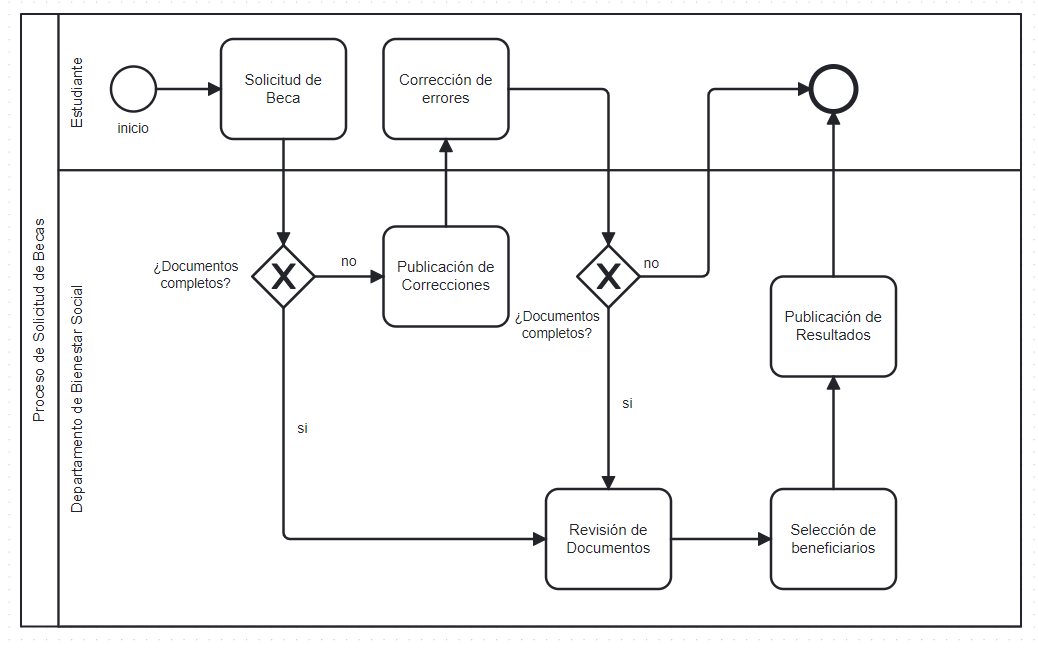 Proceso de Solicitud de Becas
Estudiante
inicio
Solicitud de
Beca
Corrección de
errores
Departamento de Bienestar Social
¿Documentos
completos?
no
si
Publicación de
Correcciones
¿Documentos
completos?
no
si
Revisión de
Documentos
Selección de
beneficiarios
Publicación de
Resultados